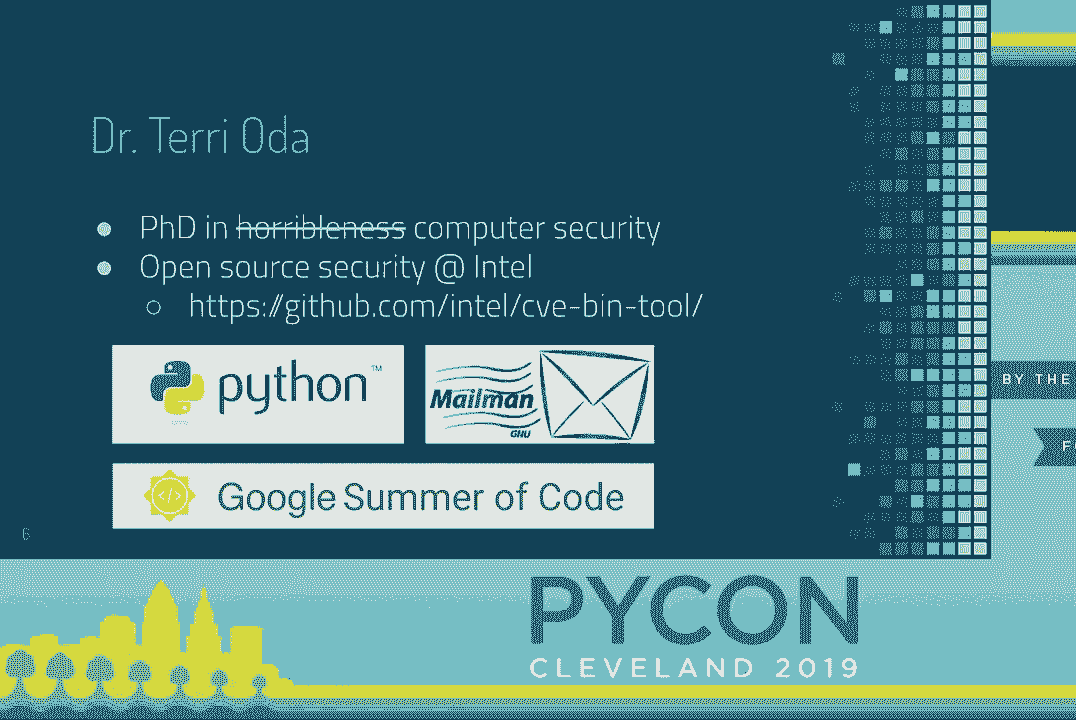 Dr. Terri Oda
PhD in horribleness computer security
Open source security @ Intel
https://github.com/intel/cve-bin-tool/
python™
Mailman
GNU
Google Summer of Code
6
BY THE
F
PYCON
CLEVELAND 2019